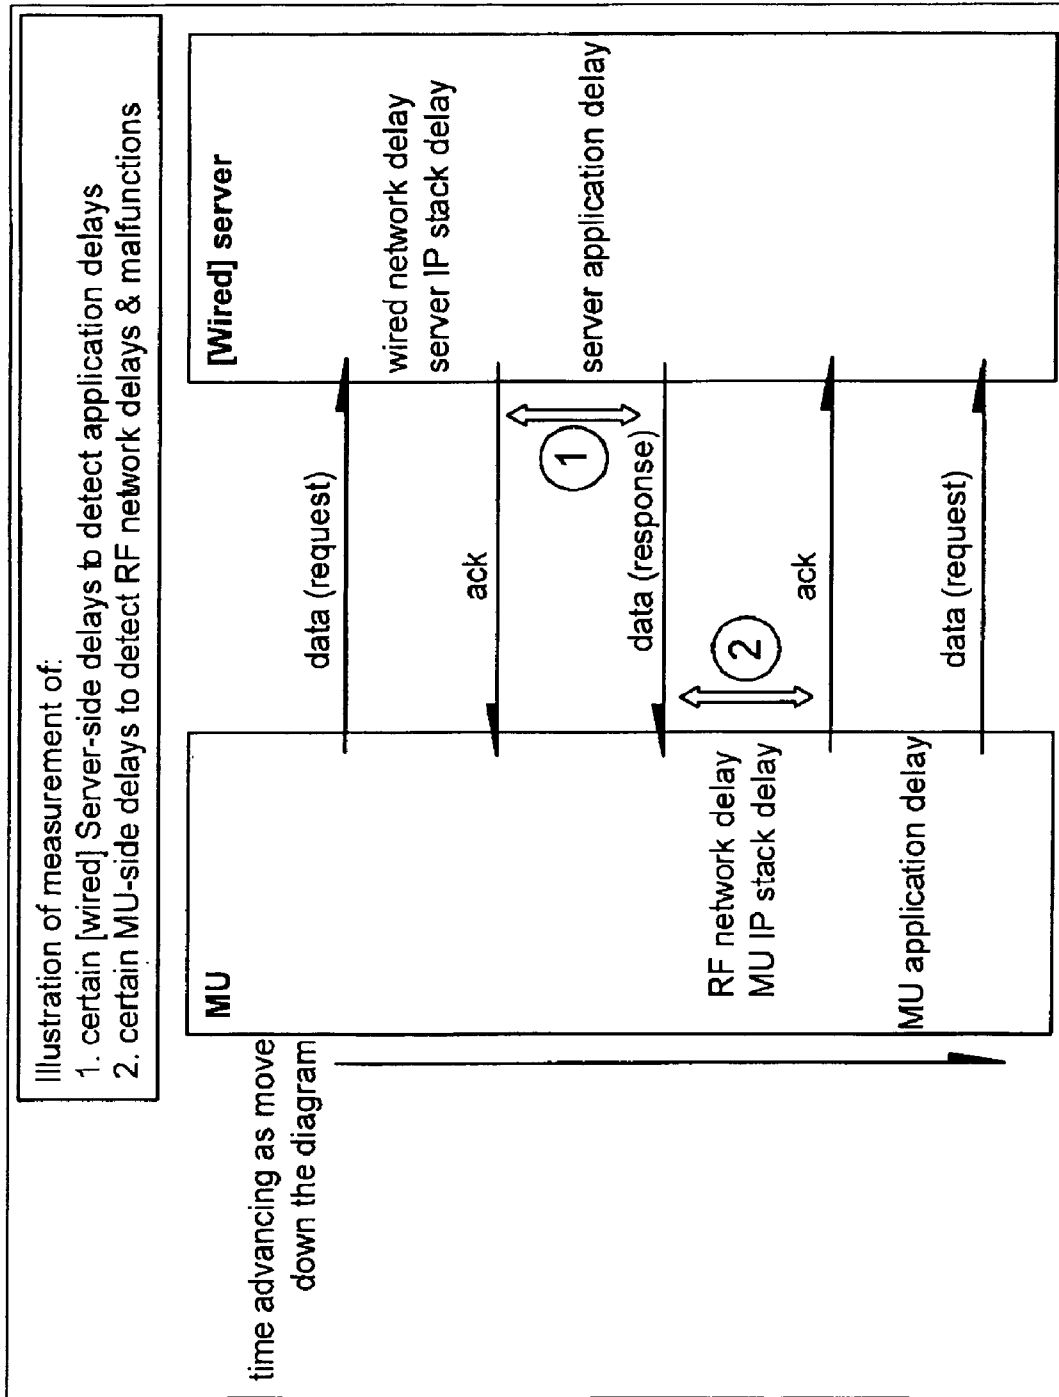 Illustration of measurement of:
1. certain [wired] Server-side delays to detect application delays
2. certain MU-side delays to detect RF network delays & malfunctions
time advancing as move
down the diagram
MU
[Wired] server
data (request)
wired network delay
server IP stack delay
ack
1
server application delay
data (response)
RF network delay
MU IP stack delay
2
ack
MU application delay
data (request)